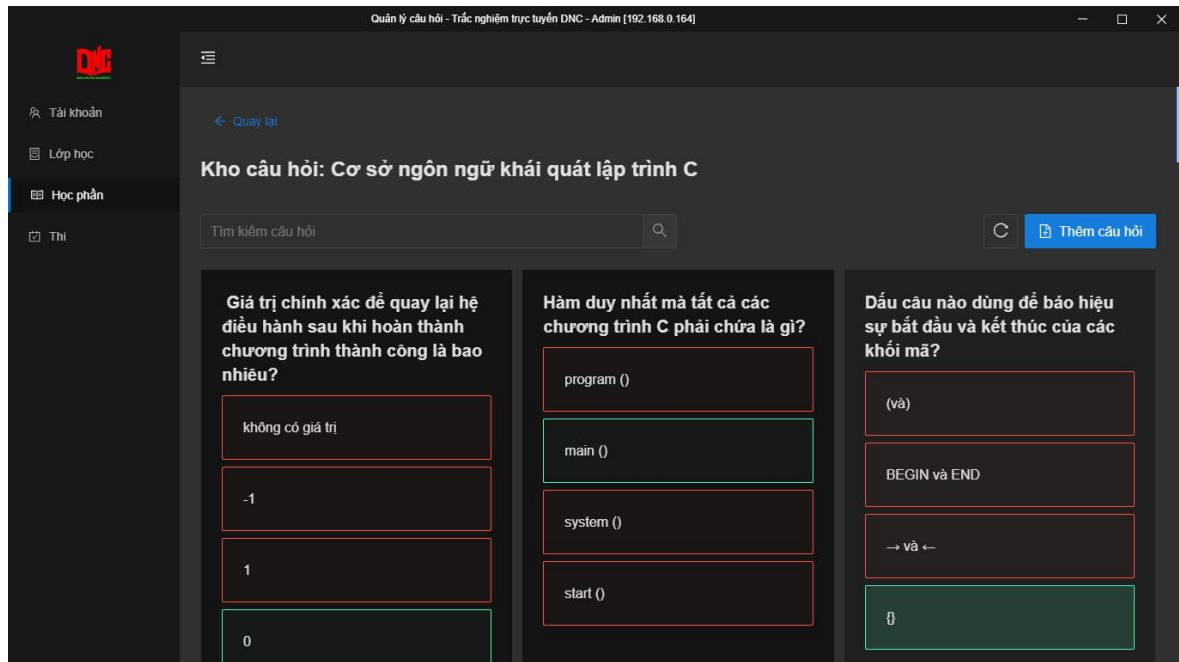 Quản lý câu hỏi - Trắc nghiệm trực tuyến DNC - Admin [192.168.0.164]
DNC
Tài khoản
Lớp học
Học phần
Thi
Quay lại
Kho câu hỏi: Cơ sở ngôn ngữ khái quát lập trình C
Tìm kiếm câu hỏi
Thêm câu hỏi
Giá trị chính xác để quay lại hệ
điều hành sau khi hoàn thành
chương trình thành công là bao
nhiêu?
không có giá trị
-1
1
0
Hàm duy nhất mà tất cả các
chương trình C phải chứa là gì?
program ()
main ()
system ()
start ()
Dấu câu nào dùng để báo hiệu
sự bắt đầu và kết thúc của các
khối mã?
(và)
BEGIN và END
→ và ←
{}